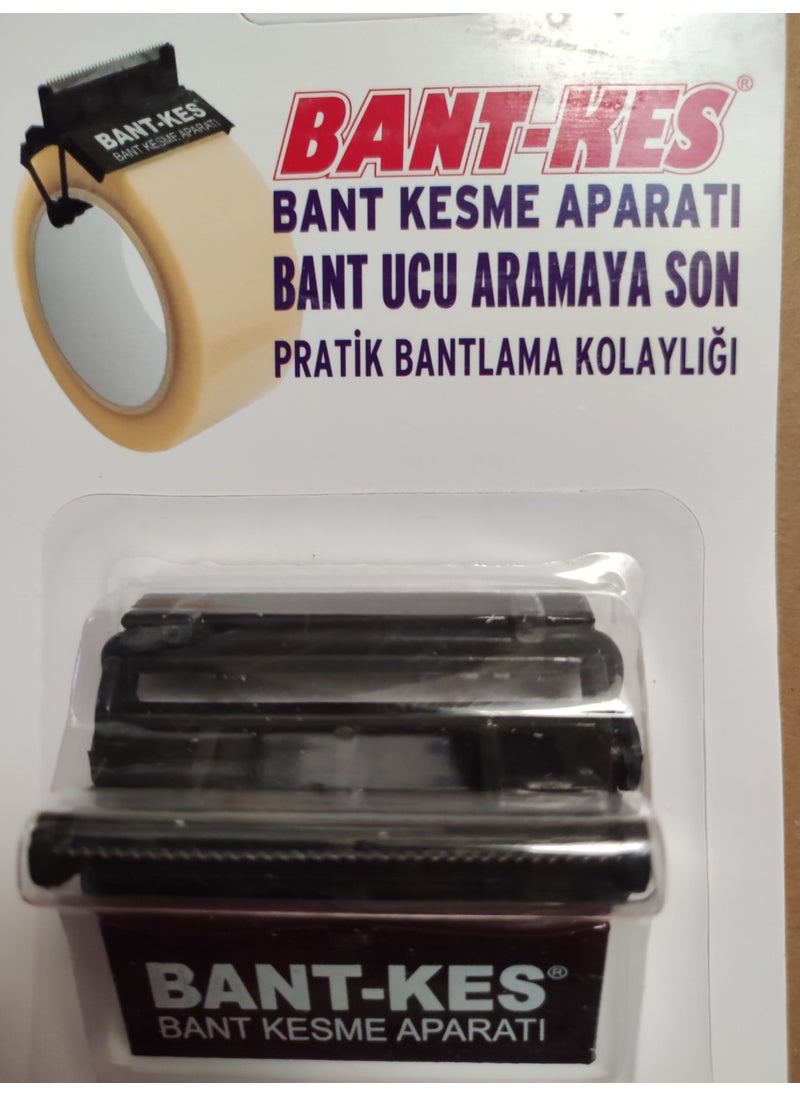 BANT-KES
BANT KESME APARATI
BANT-KES®
BANT KESME APARATI
BANT UCU ARAMAYA SON
PRATİK BANTLAMA KOLAYLIĞI
BANT-KES®
BANT KESME APARATI